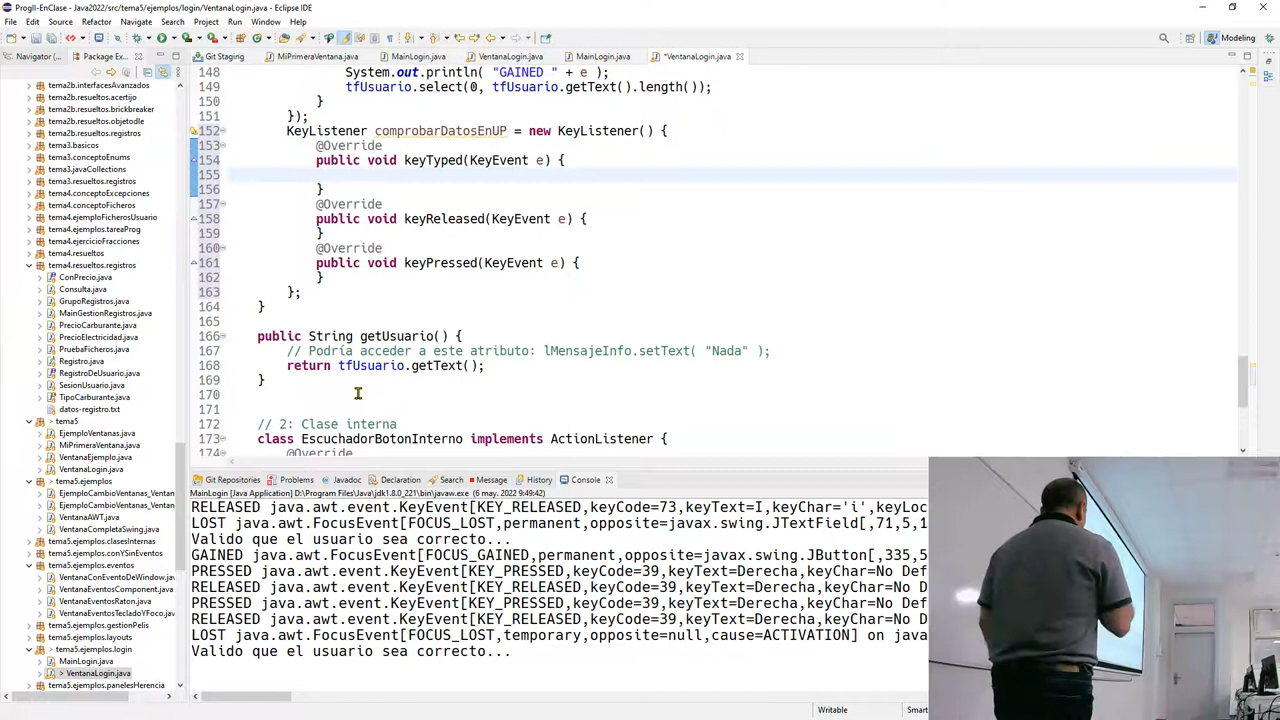 ProgII-EnClase - Java2022/src/tema5/ejemplos/login/VentanaLogin.java - Eclipse IDE
File Edit Source Refactor Navigate Search Project Run Window Help
Modeling
Navigator (... Package Ex... Git Staging MiPrimeraVentana.java MainLogin.java VentanaLogin.java MainLogin.java *VentanaLogin.java
tema2b.interfacesAvanzados
tema2b.resueltos.acertijo
tema2b.resueltos.brickbreaker
tema2b.resueltos.objetodle
tema2b.resueltos.registros
tema3.basicos
tema3.conceptoEnums
tema3.javaCollections
tema3.resueltos.registros
tema4.conceptoExcepciones
tema4.conceptoFicheros
tema4.ejemploFicherosUsuario
tema4.ejemplos.tareaProg
tema4.ejercicioFracciones
tema4.resueltos
tema4.resueltos.registros
ConPrecio.java
Consulta.java
GrupoRegistros.java
MainGestionRegistros.java
PrecioCarburante.java
PrecioElectricidad.java
PruebaFicheros.java
Registro.java
RegistroDeUsuario.java
SesionUsuario.java
TipoCarburante.java
datos-registro.txt
> tema5
EjemploVentanas.java
MiPrimeraVentana.java
VentanaEjemplo.java
VentanaLogin.java
> tema5.ejemplos
EjemploCambioVentanas_Ventan
EjemploCambioVentanas_Ventan
VentanaAWT.java
VentanaCompletaSwing.java
tema5.ejemplos.clasesInternas
tema5.ejemplos.conYSinEventos
tema5.ejemplos.eventos
VentanaConEventoDeWindow.jav
VentanaEventosComponent.java
VentanaEventosRaton.java
VentanaEventosTecladoYFoco.jav
tema5.ejemplos.gestionPelis
tema5.ejemplos.layouts
> tema5.ejemplos.login
MainLogin.java
> VentanaLogin.java
tema5.ejemplos.panelesHerencia
148 System.out.println( "GAINED " + e );
149 tfUsuario.select(0, tfUsuario.getText().length());
150 }
151 });
152 KeyListener comprobarDatosEnUP = new KeyListener() {
153 @Override
154 public void keyTyped(KeyEvent e) {
155
156 }
157 @Override
158 public void keyReleased(KeyEvent e) {
159 }
160 @Override
161 public void keyPressed(KeyEvent e) {
162 }
163 };
164 }
165
166 public String getUsuario() {
167 // Podría acceder a este atributo: lMensajeInfo.setText( "Nada" );
168 return tfUsuario.getText();
169 }
170
171
172 // 2: Clase interna
173 class EscuchadorBotonInterno implements ActionListener {
174 @Override
Git Repositories Problems Javadoc Declaration Search Message History Console
MainLogin [Java Application] D:\Program Files\Java\jdk1.8.0_221\bin\javaw.exe (6 may. 2022 9:49:42)
RELEASED java.awt.event.KeyEvent[KEY_RELEASED,keyCode=73,keyText=I,keyChar='i',keyLoc
LOST java.awt.FocusEvent[FOCUS_LOST,permanent,opposite=javax.swing.JTextField[,71,5,1
Valido que el usuario sea correcto...
GAINED java.awt.FocusEvent[FOCUS_GAINED,permanent,opposite=javax.swing.JButton[,335,5
PRESSED java.awt.event.KeyEvent[KEY_PRESSED,keyCode=39,keyText=Derecha,keyChar=No Def
RELEASED java.awt.event.KeyEvent[KEY_RELEASED,keyCode=39,keyText=Derecha,keyChar=No D
PRESSED java.awt.event.KeyEvent[KEY_PRESSED,keyCode=39,keyText=Derecha,keyChar=No Def
RELEASED java.awt.event.KeyEvent[KEY_RELEASED,keyCode=39,keyText=Derecha,keyChar=No D
LOST java.awt.FocusEvent[FOCUS_LOST,temporary,opposite=null,cause=ACTIVATION] on java
Valido que el usuario sea correcto...
Writable Smart